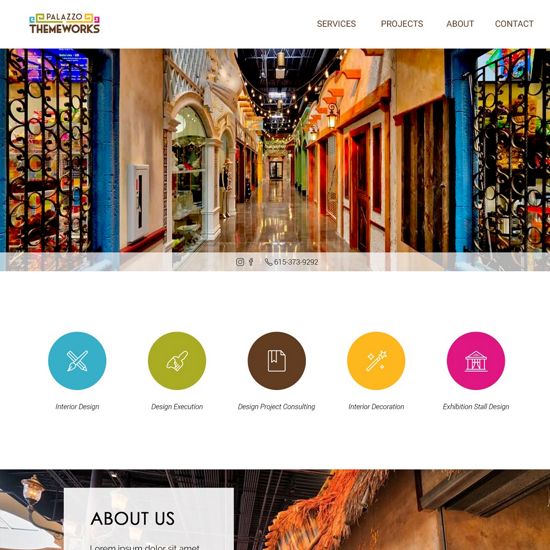 PALAZZO
THEMEWORKS
SERVICES PROJECTS ABOUT CONTACT
615-373-9292
Interior Design Design Execution Design Project Consulting Interior Decoration Exhibition Stall Design
ABOUT US
Lorem ipsum dolor sit amet